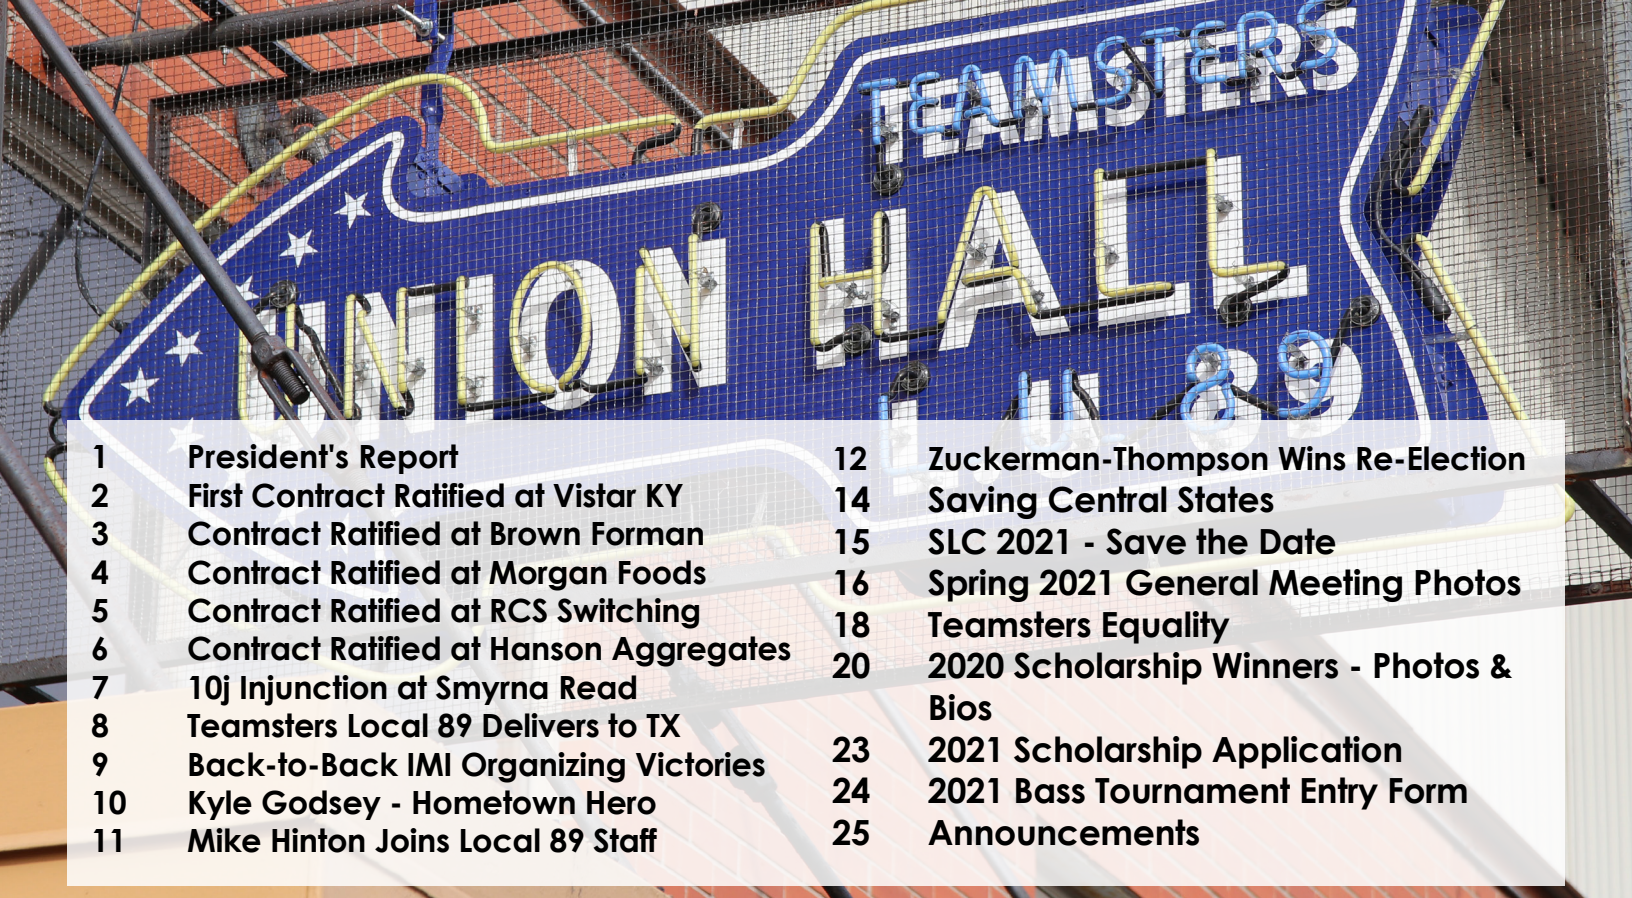 TEAMSTERS
UNION HALL
L.U. 89
1 President's Report
2 First Contract Ratified at Vistar KY
3 Contract Ratified at Brown Forman
4 Contract Ratified at Morgan Foods
5 Contract Ratified at RCS Switching
6 Contract Ratified at Hanson Aggregates
7 10j Injunction at Smyrna Read
8 Teamsters Local 89 Delivers to TX
9 Back-to-Back IMI Organizing Victories
10 Kyle Godsey - Hometown Hero
11 Mike Hinton Joins Local 89 Staff
12 Zuckerman-Thompson Wins Re-Election
14 Saving Central States
15 SLC 2021 - Save the Date
16 Spring 2021 General Meeting Photos
18 Teamsters Equality
20 2020 Scholarship Winners - Photos &
Bios
23 2021 Scholarship Application
24 2021 Bass Tournament Entry Form
25 Announcements